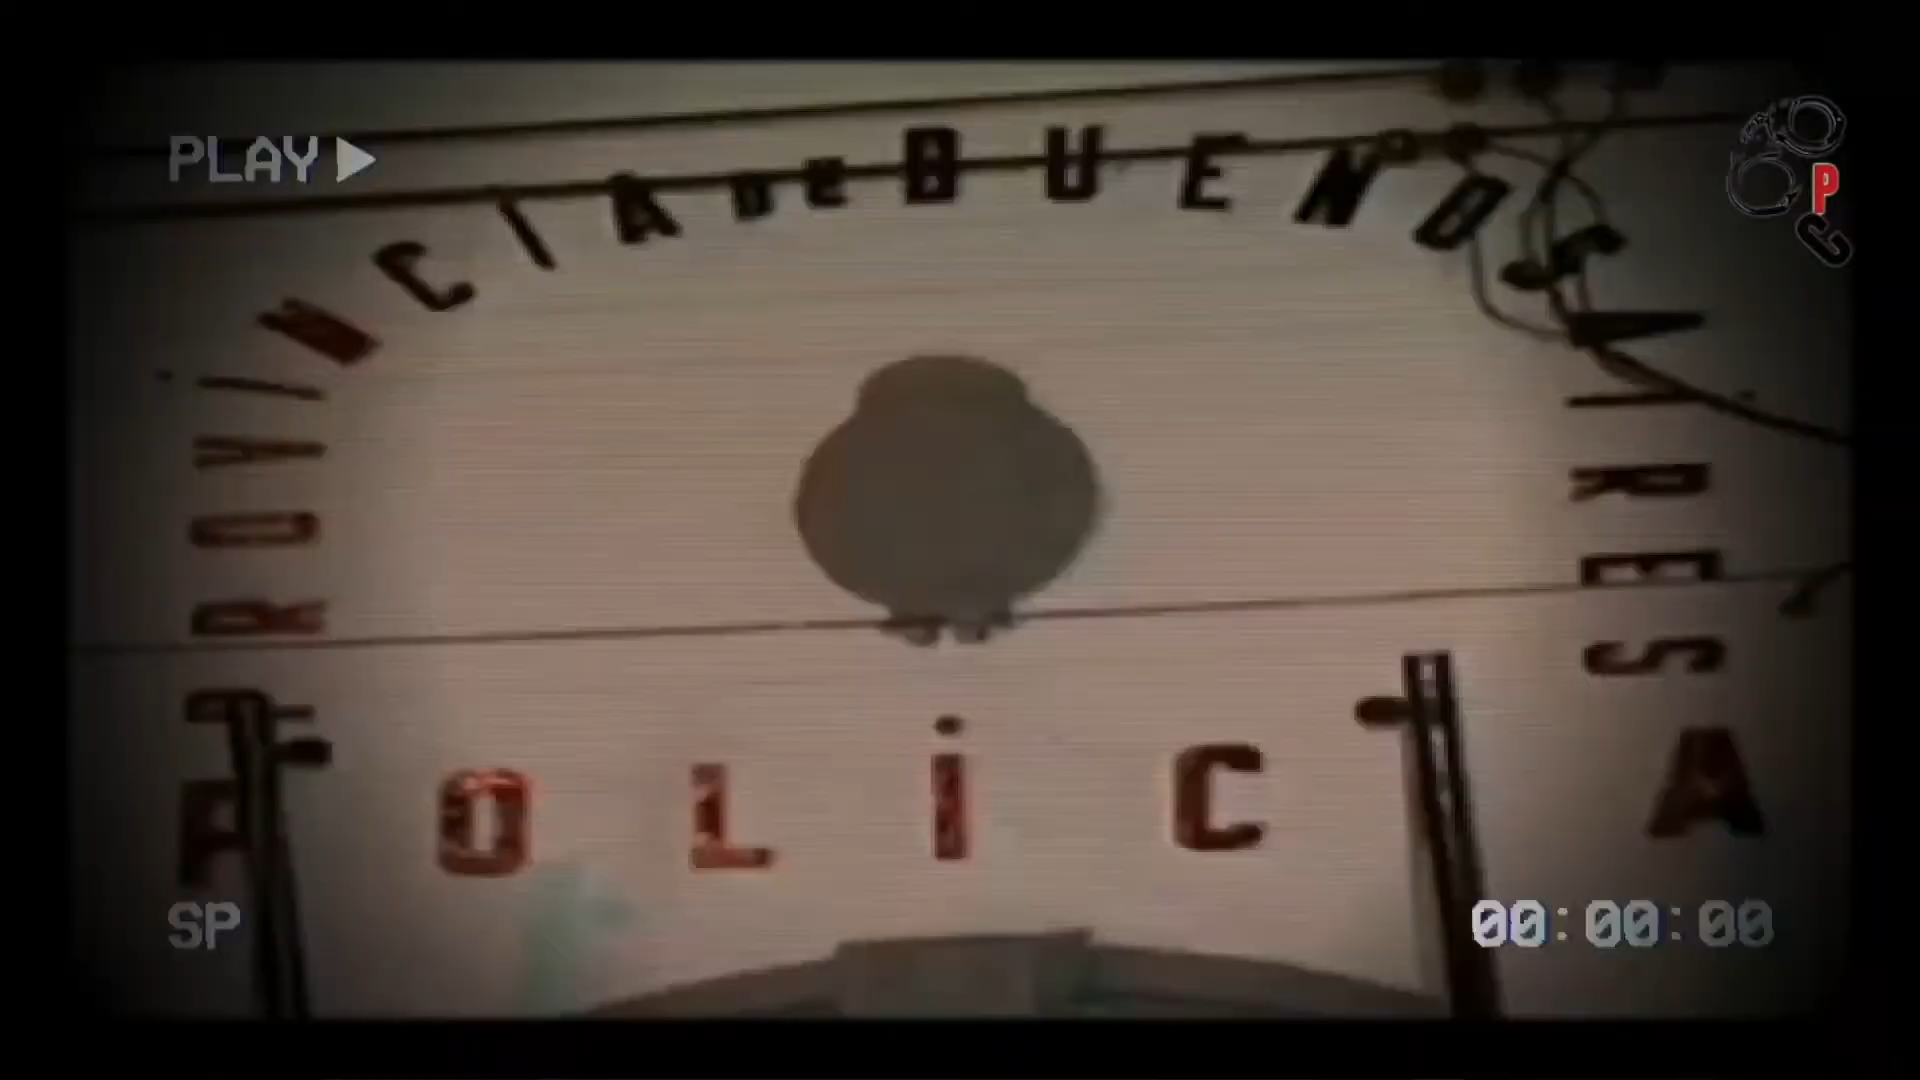 PLAY
PROViNCIA DE BUENOS AIRES
POLiCIA
SP
00:00:00
P
C